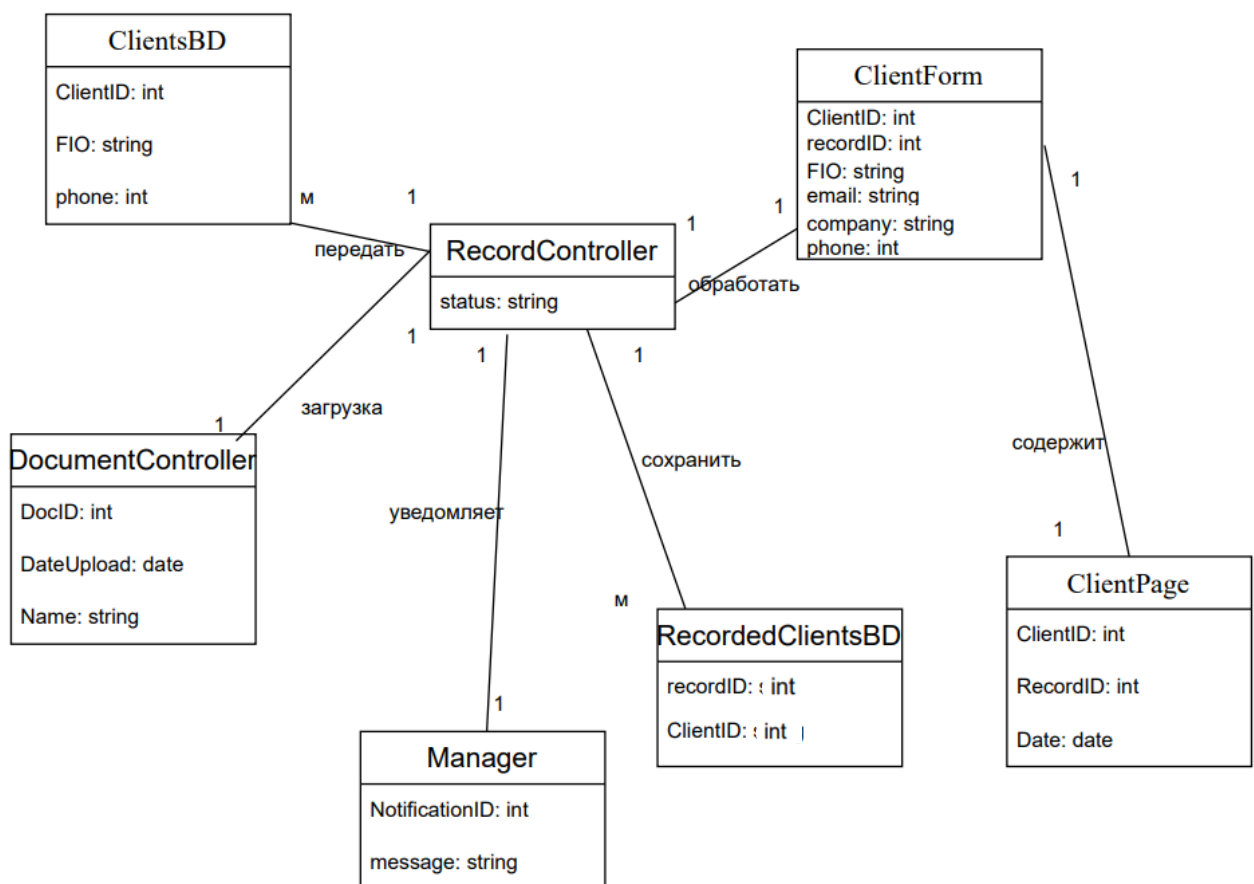 ClientsBD
ClientID: int
FIO: string
phone: int
ClientForm
ClientID: int
recordID: int
FIO: string
email: string
company: string
phone: int
м
1
передать
RecordController
status: string
1
1
обработать
1
1
1
1
1
загрузка
1
DocumentController
DocID: int
DateUpload: date
Name: string
уведомляет
сохранить
содержит
1
м
RecordedClientsBD
recordID: int
ClientID: int
ClientPage
ClientID: int
RecordID: int
Date: date
1
Manager
NotificationID: int
message: string